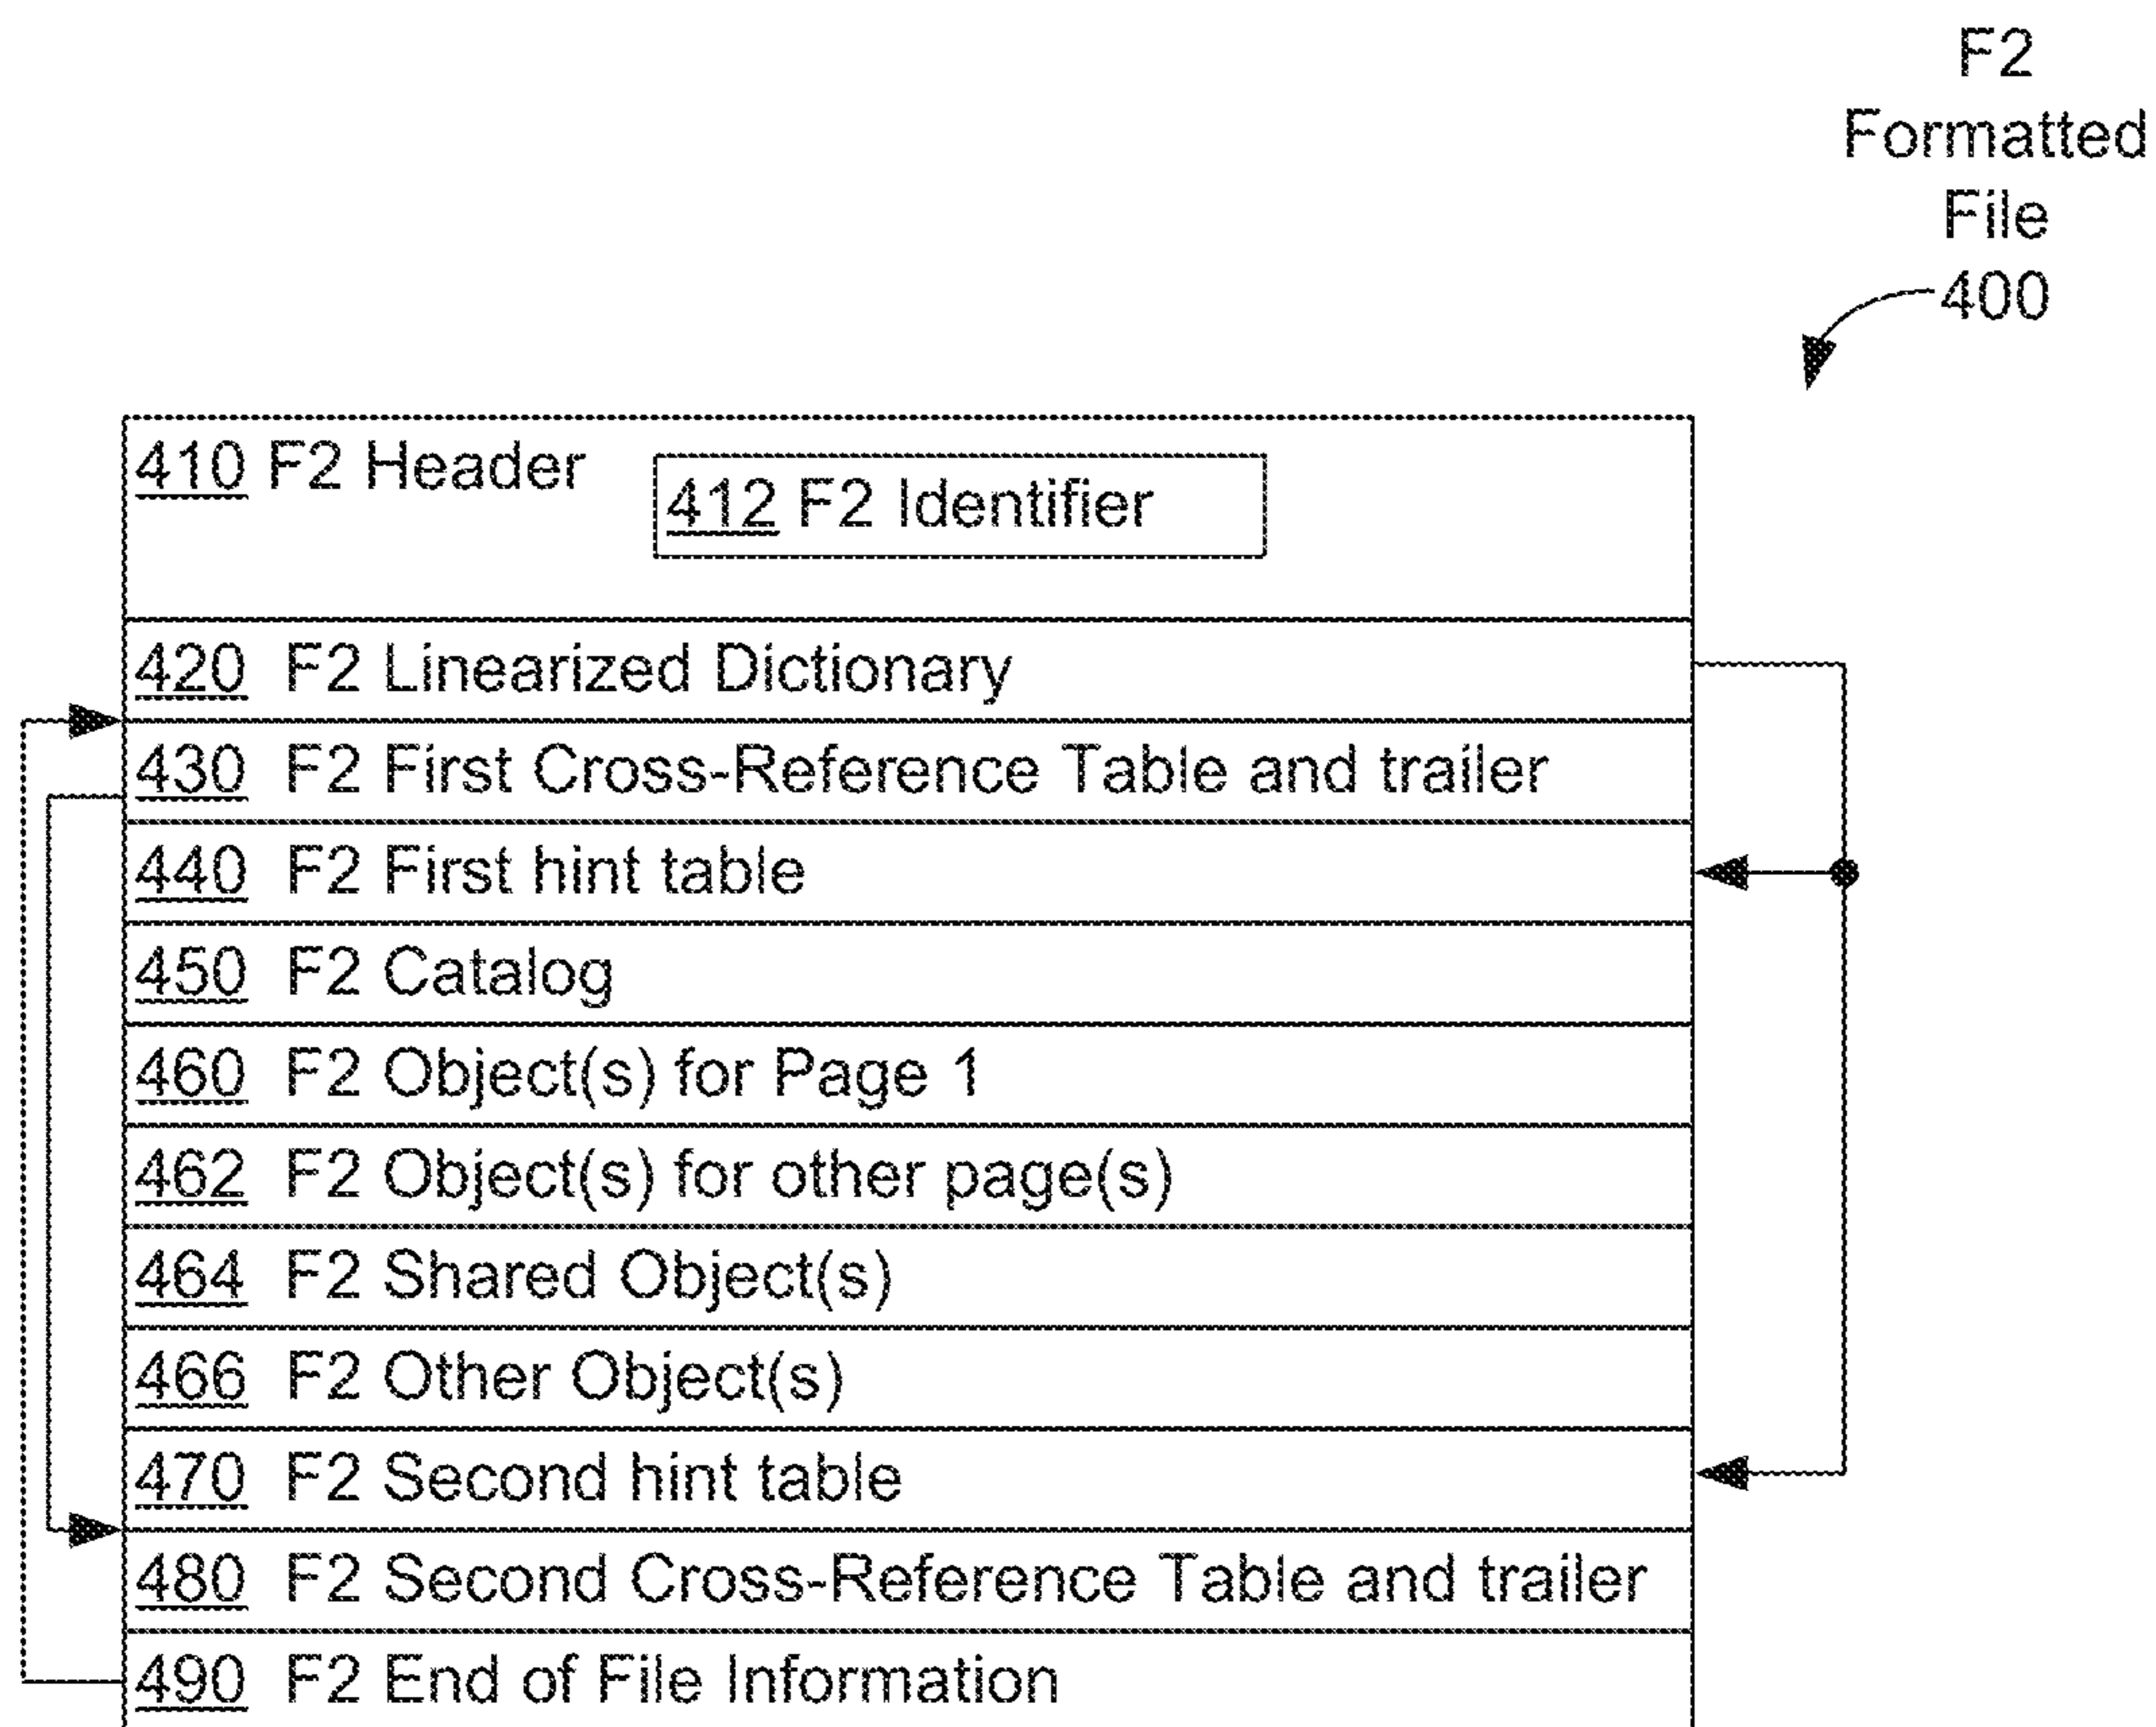 F2
Formatted
File
400
410 F2 Header
412 F2 Identifier
420 F2 Linearized Dictionary
430 F2 First Cross-Reference Table and trailer
440 F2 First hint table
450 F2 Catalog
460 F2 Object(s) for Page 1
462 F2 Object(s) for other page(s)
464 F2 Shared Object(s)
466 F2 Other Object(s)
470 F2 Second hint table
480 F2 Second Cross-Reference Table and trailer
490 F2 End of File Information